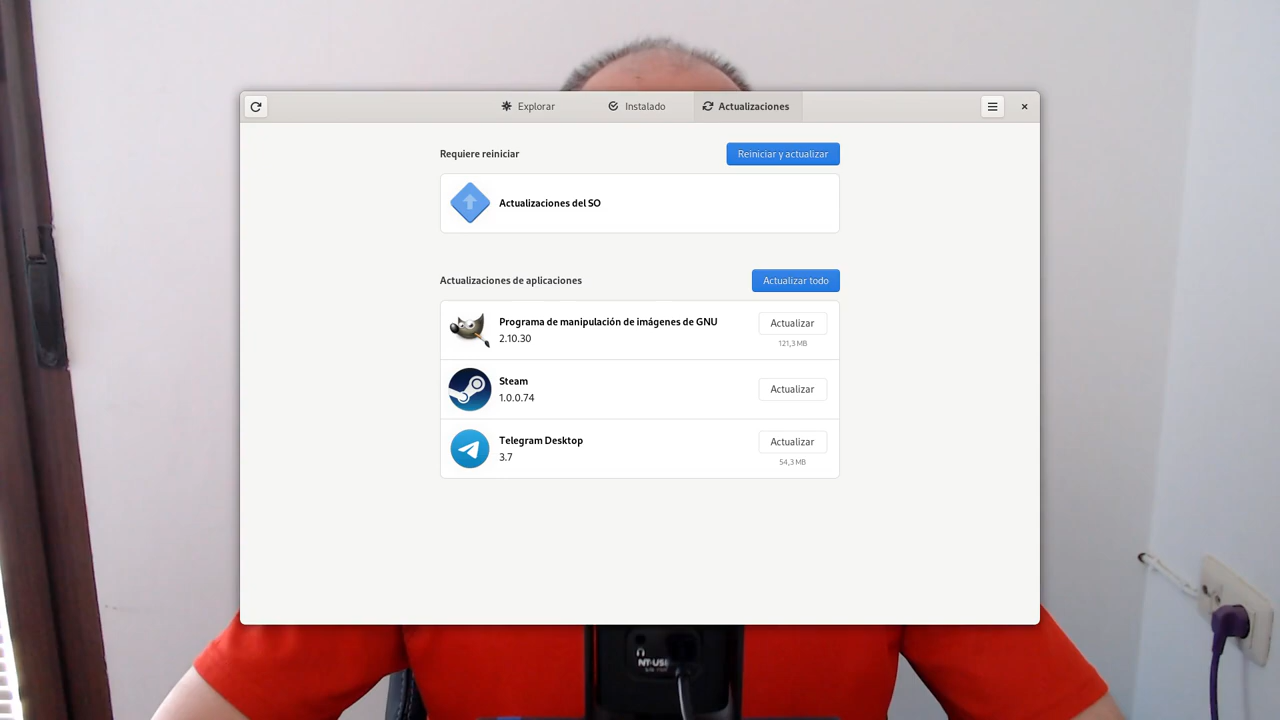 Explorar
Instalado
Actualizaciones
Requiere reiniciar
Reiniciar y actualizar
Actualizaciones del SO
Actualizaciones de aplicaciones
Actualizar todo
Programa de manipulación de imágenes de GNU
2.10.30
Actualizar
121,3 MB
Steam
1.0.0.74
Actualizar
Telegram Desktop
3.7
Actualizar
54,3 MB
NT-USB